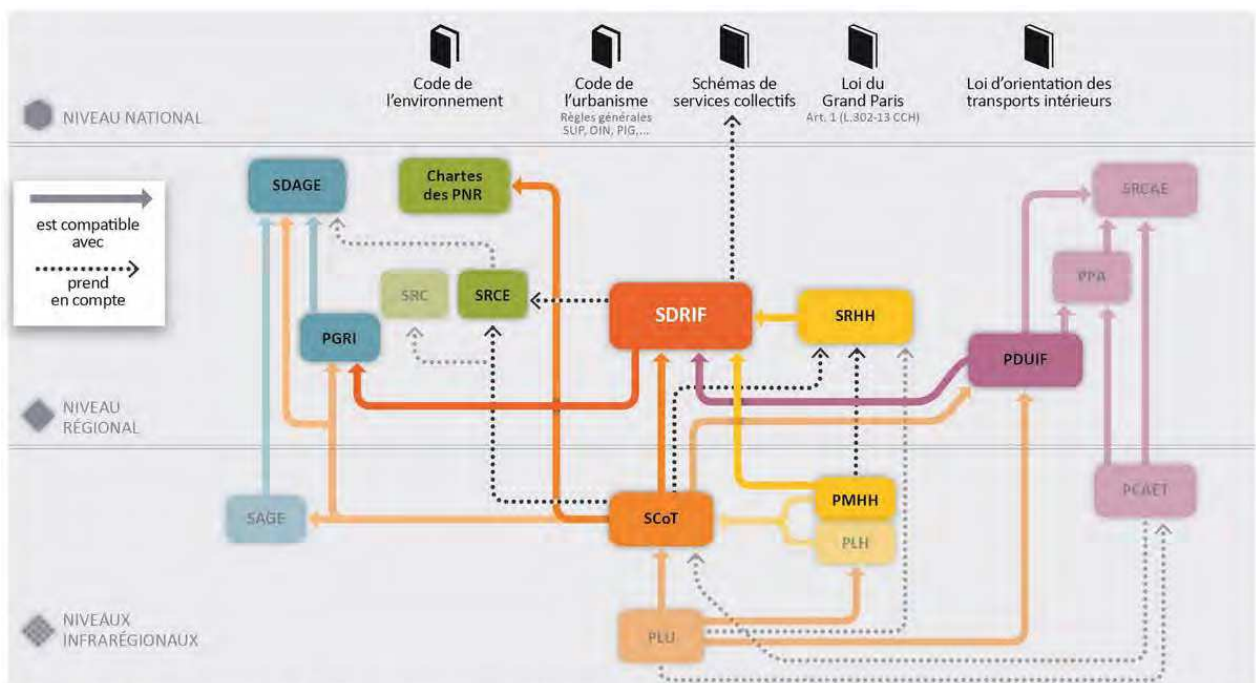 Code de
l'environnement
Code de
l'urbanisme
Règles générales
SUP, OIN, PIG,...
Schémas de
services collectifs
Loi du
Grand Paris
Art. 1 (L.302-13 CCH)
Loi d'orientation des
transports intérieurs
NIVEAU NATIONAL
est compatible
avec
prend
en compte
SDAGE
Chartes
des PNR
SRCAE
PPA
SRC
SRCE
SDRIF
SRHH
PGRI
PDUIF
NIVEAU
RÉGIONAL
SAGE
SCoT
PMHH
PLH
PCAET
PLU
NIVEAUX
INFRARÉGIONAUX